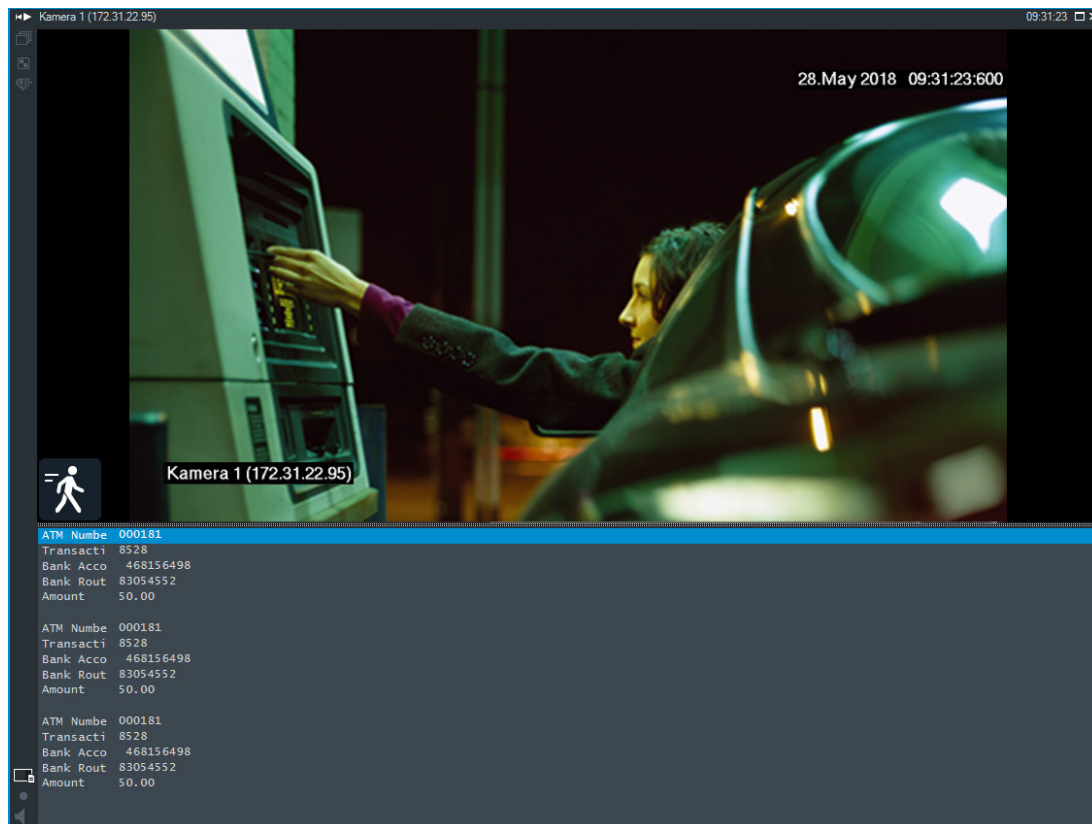 Kamera 1 (172.31.22.95) 09:31:23
28.May 2018 09:31:23:600
Kamera 1 (172.31.22.95)
ATM Numbe 000181
Transacti 8528
Bank Acco 468156498
Bank Rout 83054552
Amount 50.00
ATM Numbe 000181
Transacti 8528
Bank Acco 468156498
Bank Rout 83054552
Amount 50.00
ATM Numbe 000181
Transacti 8528
Bank Acco 468156498
Bank Rout 83054552
Amount 50.00